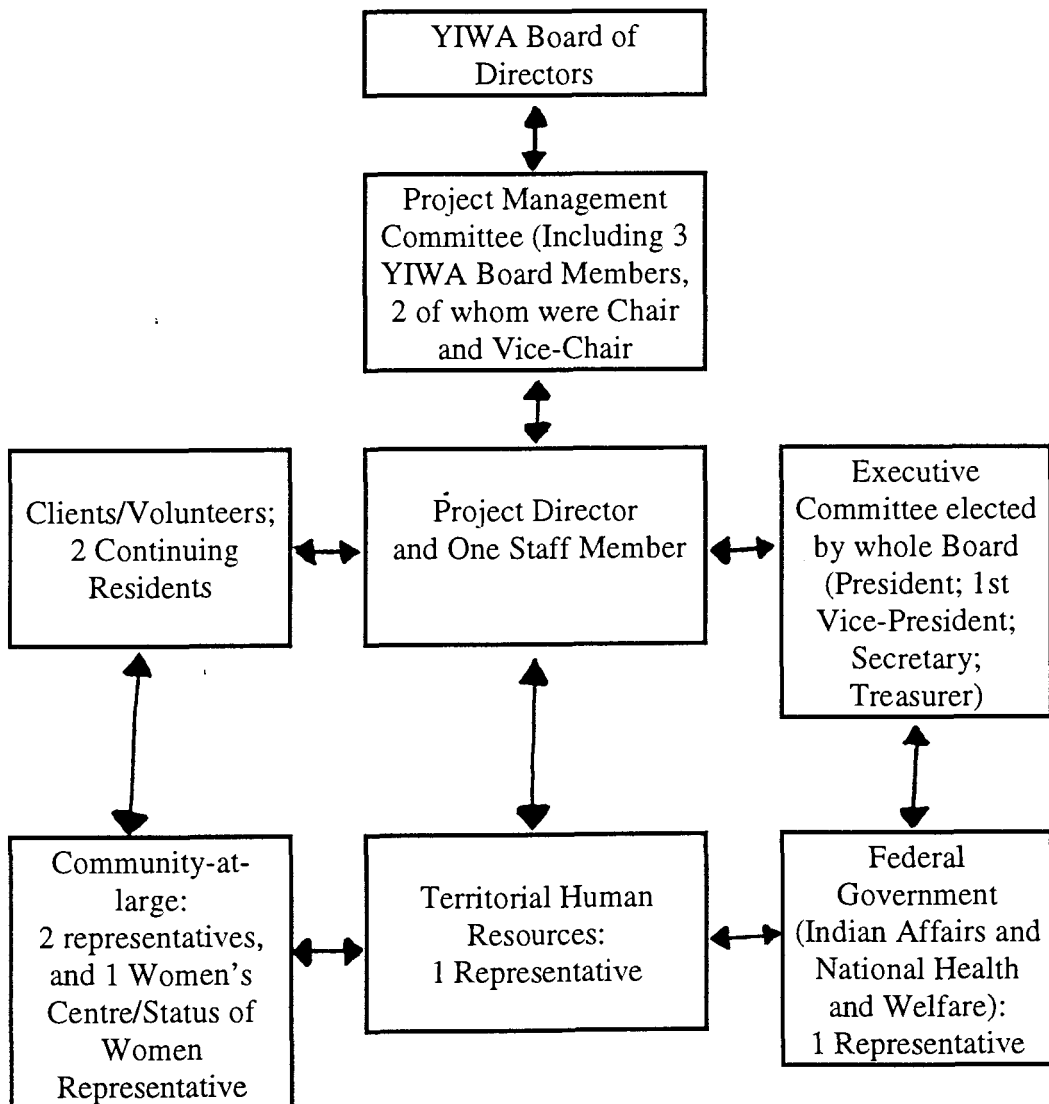 YIWA Board of
Directors
Project Management
Committee (Including 3
YIWA Board Members,
2 of whom were Chair
and Vice-Chair
Clients/Volunteers;
2 Continuing
Residents
Project Director
and One Staff Member
Executive
Committee elected
by whole Board
(President; 1st
Vice-President;
Secretary;
Treasurer)
Community-at-
large:
2 representatives,
and 1 Women's
Centre/Status of
Women
Representative
Territorial Human
Resources:
1 Representative
Federal
Government
(Indian Affairs and
National Health
and Welfare):
1 Representative